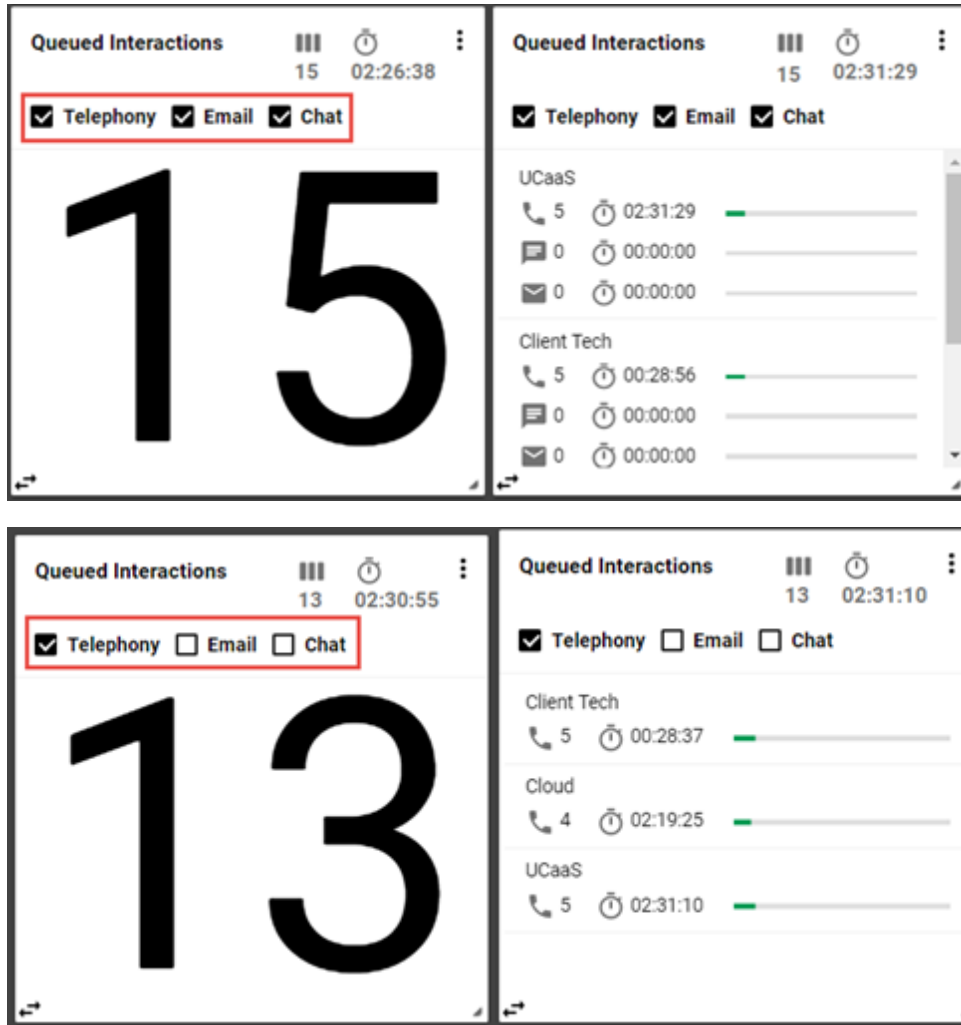 Queued Interactions
15 02:26:38
Telephony Email Chat
15
Queued Interactions
15 02:31:29
Telephony Email Chat
UCaaS
5 02:31:29
0 00:00:00
0 00:00:00
Client Tech
5 00:28:56
0 00:00:00
0 00:00:00
Queued Interactions
13 02:30:55
Telephony Email Chat
13
Queued Interactions
13 02:31:10
Telephony Email Chat
Client Tech
5 00:28:37
Cloud
4 02:19:25
UCaaS
5 02:31:10